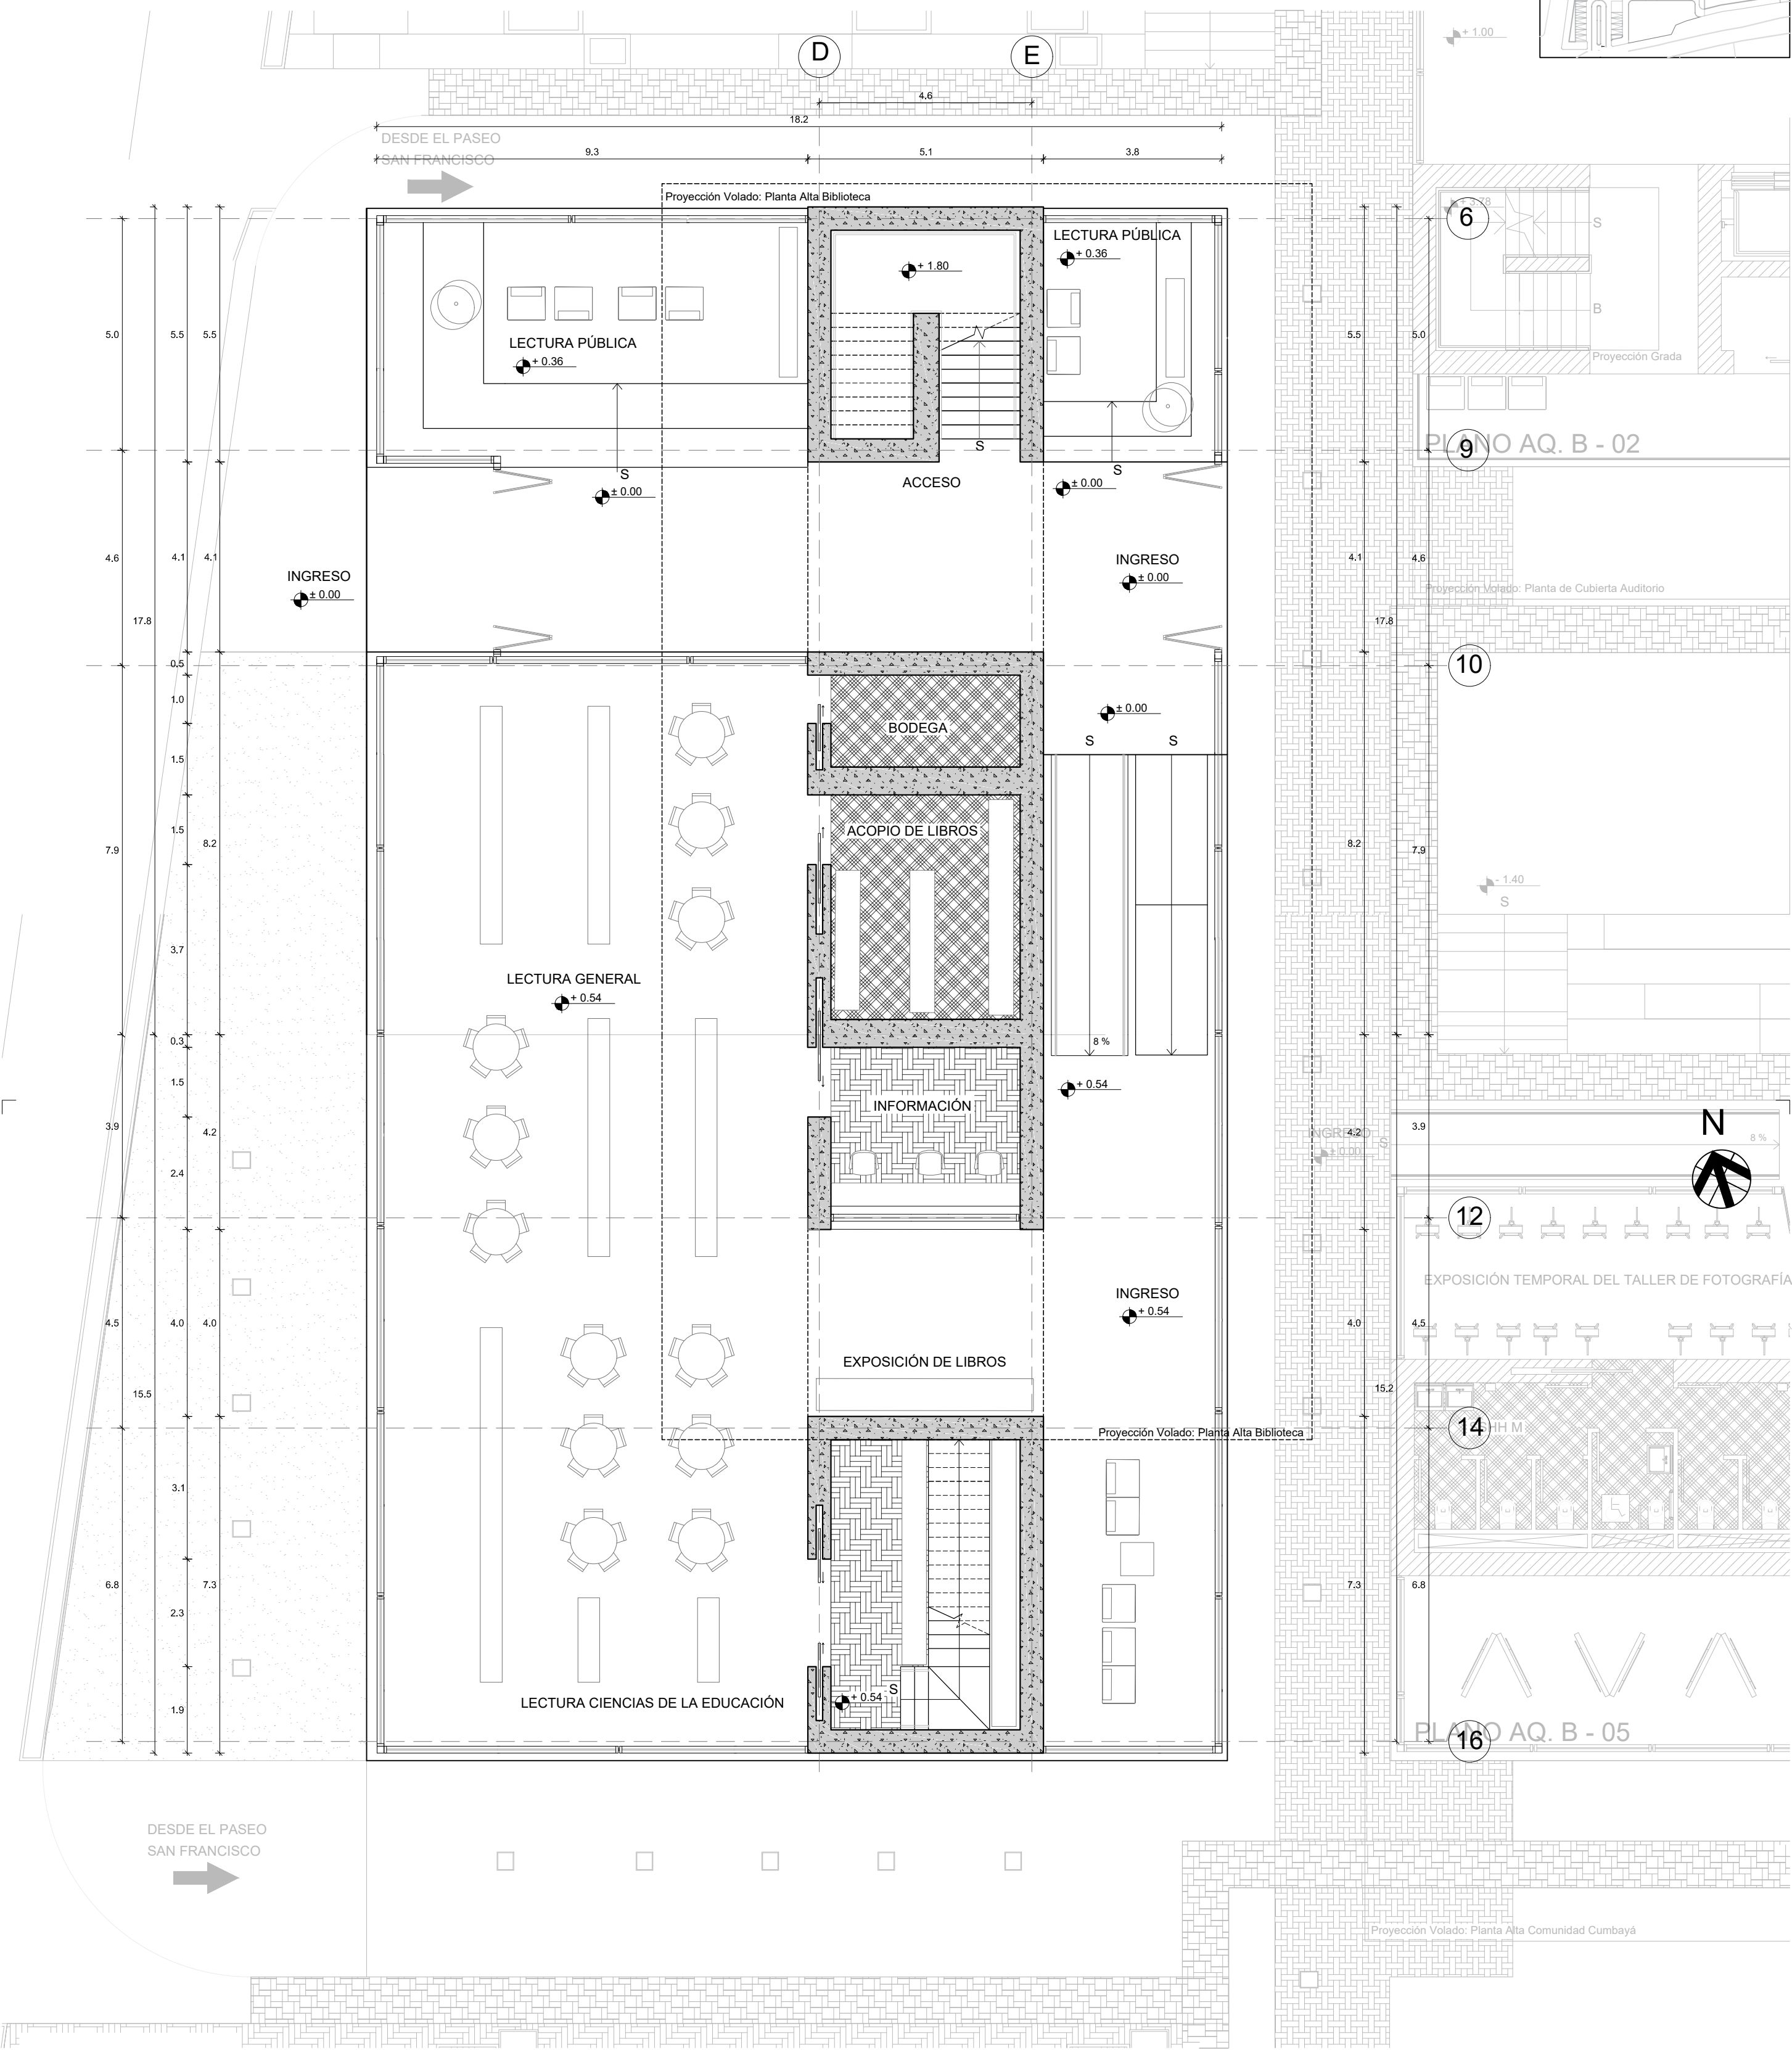 + 1.00
D
E
4.6
18.2
DESDE EL PASEO
SAN FRANCISCO
9.3
5.1
3.8
Proyección Volado: Planta Alta Biblioteca
6
S
B
Proyección Grada
LECTURA PÚBLICA
+ 0.36
+ 1.80
LECTURA PÚBLICA
+ 0.36
5.0
5.5
5.5
5.5
5.0
S
S
S
9
PLANO AQ. B - 02
± 0.00
ACCESO
± 0.00
INGRESO
± 0.00
INGRESO
± 0.00
4.6
4.1
4.1
4.1
4.6
Proyección Volado: Planta de Cubierta Auditorio
17.8
17.8
0.5
10
1.0
± 0.00
BODEGA
S
S
1.5
1.5
ACOPIO DE LIBROS
7.9
8.2
8.2
7.9
- 1.40
S
3.7
LECTURA GENERAL
+ 0.54
0.3
8 %
1.5
+ 0.54
INFORMACIÓN
3.9
4.2
4.2
3.9
INGRESO
± 0.00
S
N
8 %
2.4
12
EXPOSICIÓN TEMPORAL DEL TALLER DE FOTOGRAFÍA
INGRESO
+ 0.54
4.5
4.0
4.0
4.0
4.5
EXPOSICIÓN DE LIBROS
15.5
15.2
Proyección Volado: Planta Alta Biblioteca
14
3.1
6.8
7.3
7.3
6.8
2.3
+ 0.54
S
LECTURA CIENCIAS DE LA EDUCACIÓN
1.9
16
PLANO AQ. B - 05
DESDE EL PASEO
SAN FRANCISCO
Proyección Volado: Planta Alta Comunidad Cumbayá